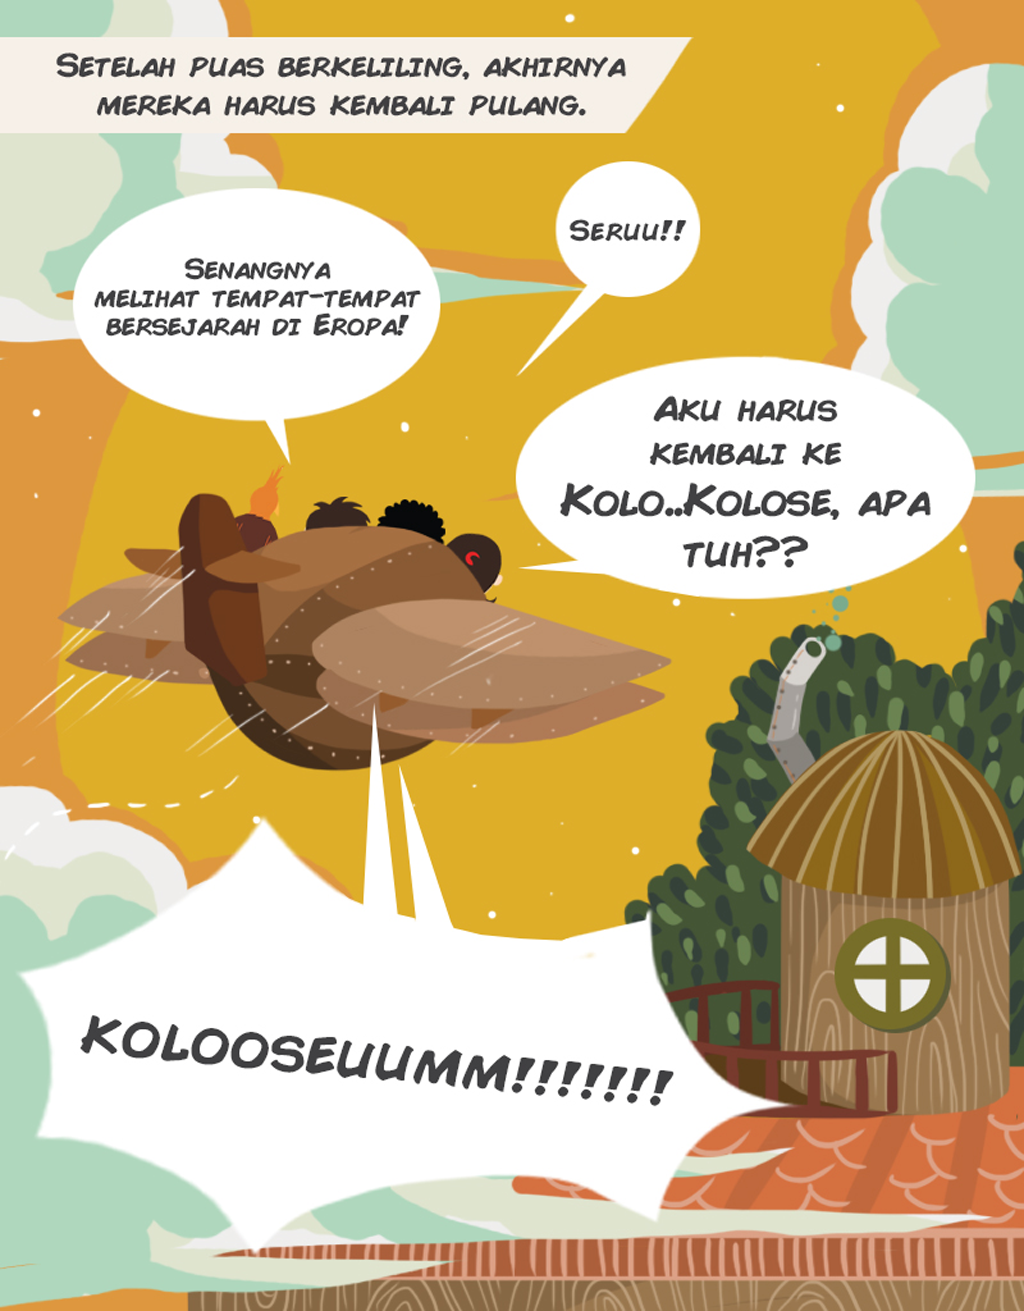 Setelah puas berkeliling, akhirnya
mereka harus kembali pulang.
Seruu!!
Senangnya
melihat tempat-tempat
bersejarah di Eropa!
Aku harus
kembali ke
Kolo..Kolose, apa
tuh??
KOLOOSEUUMM!!!!!!!